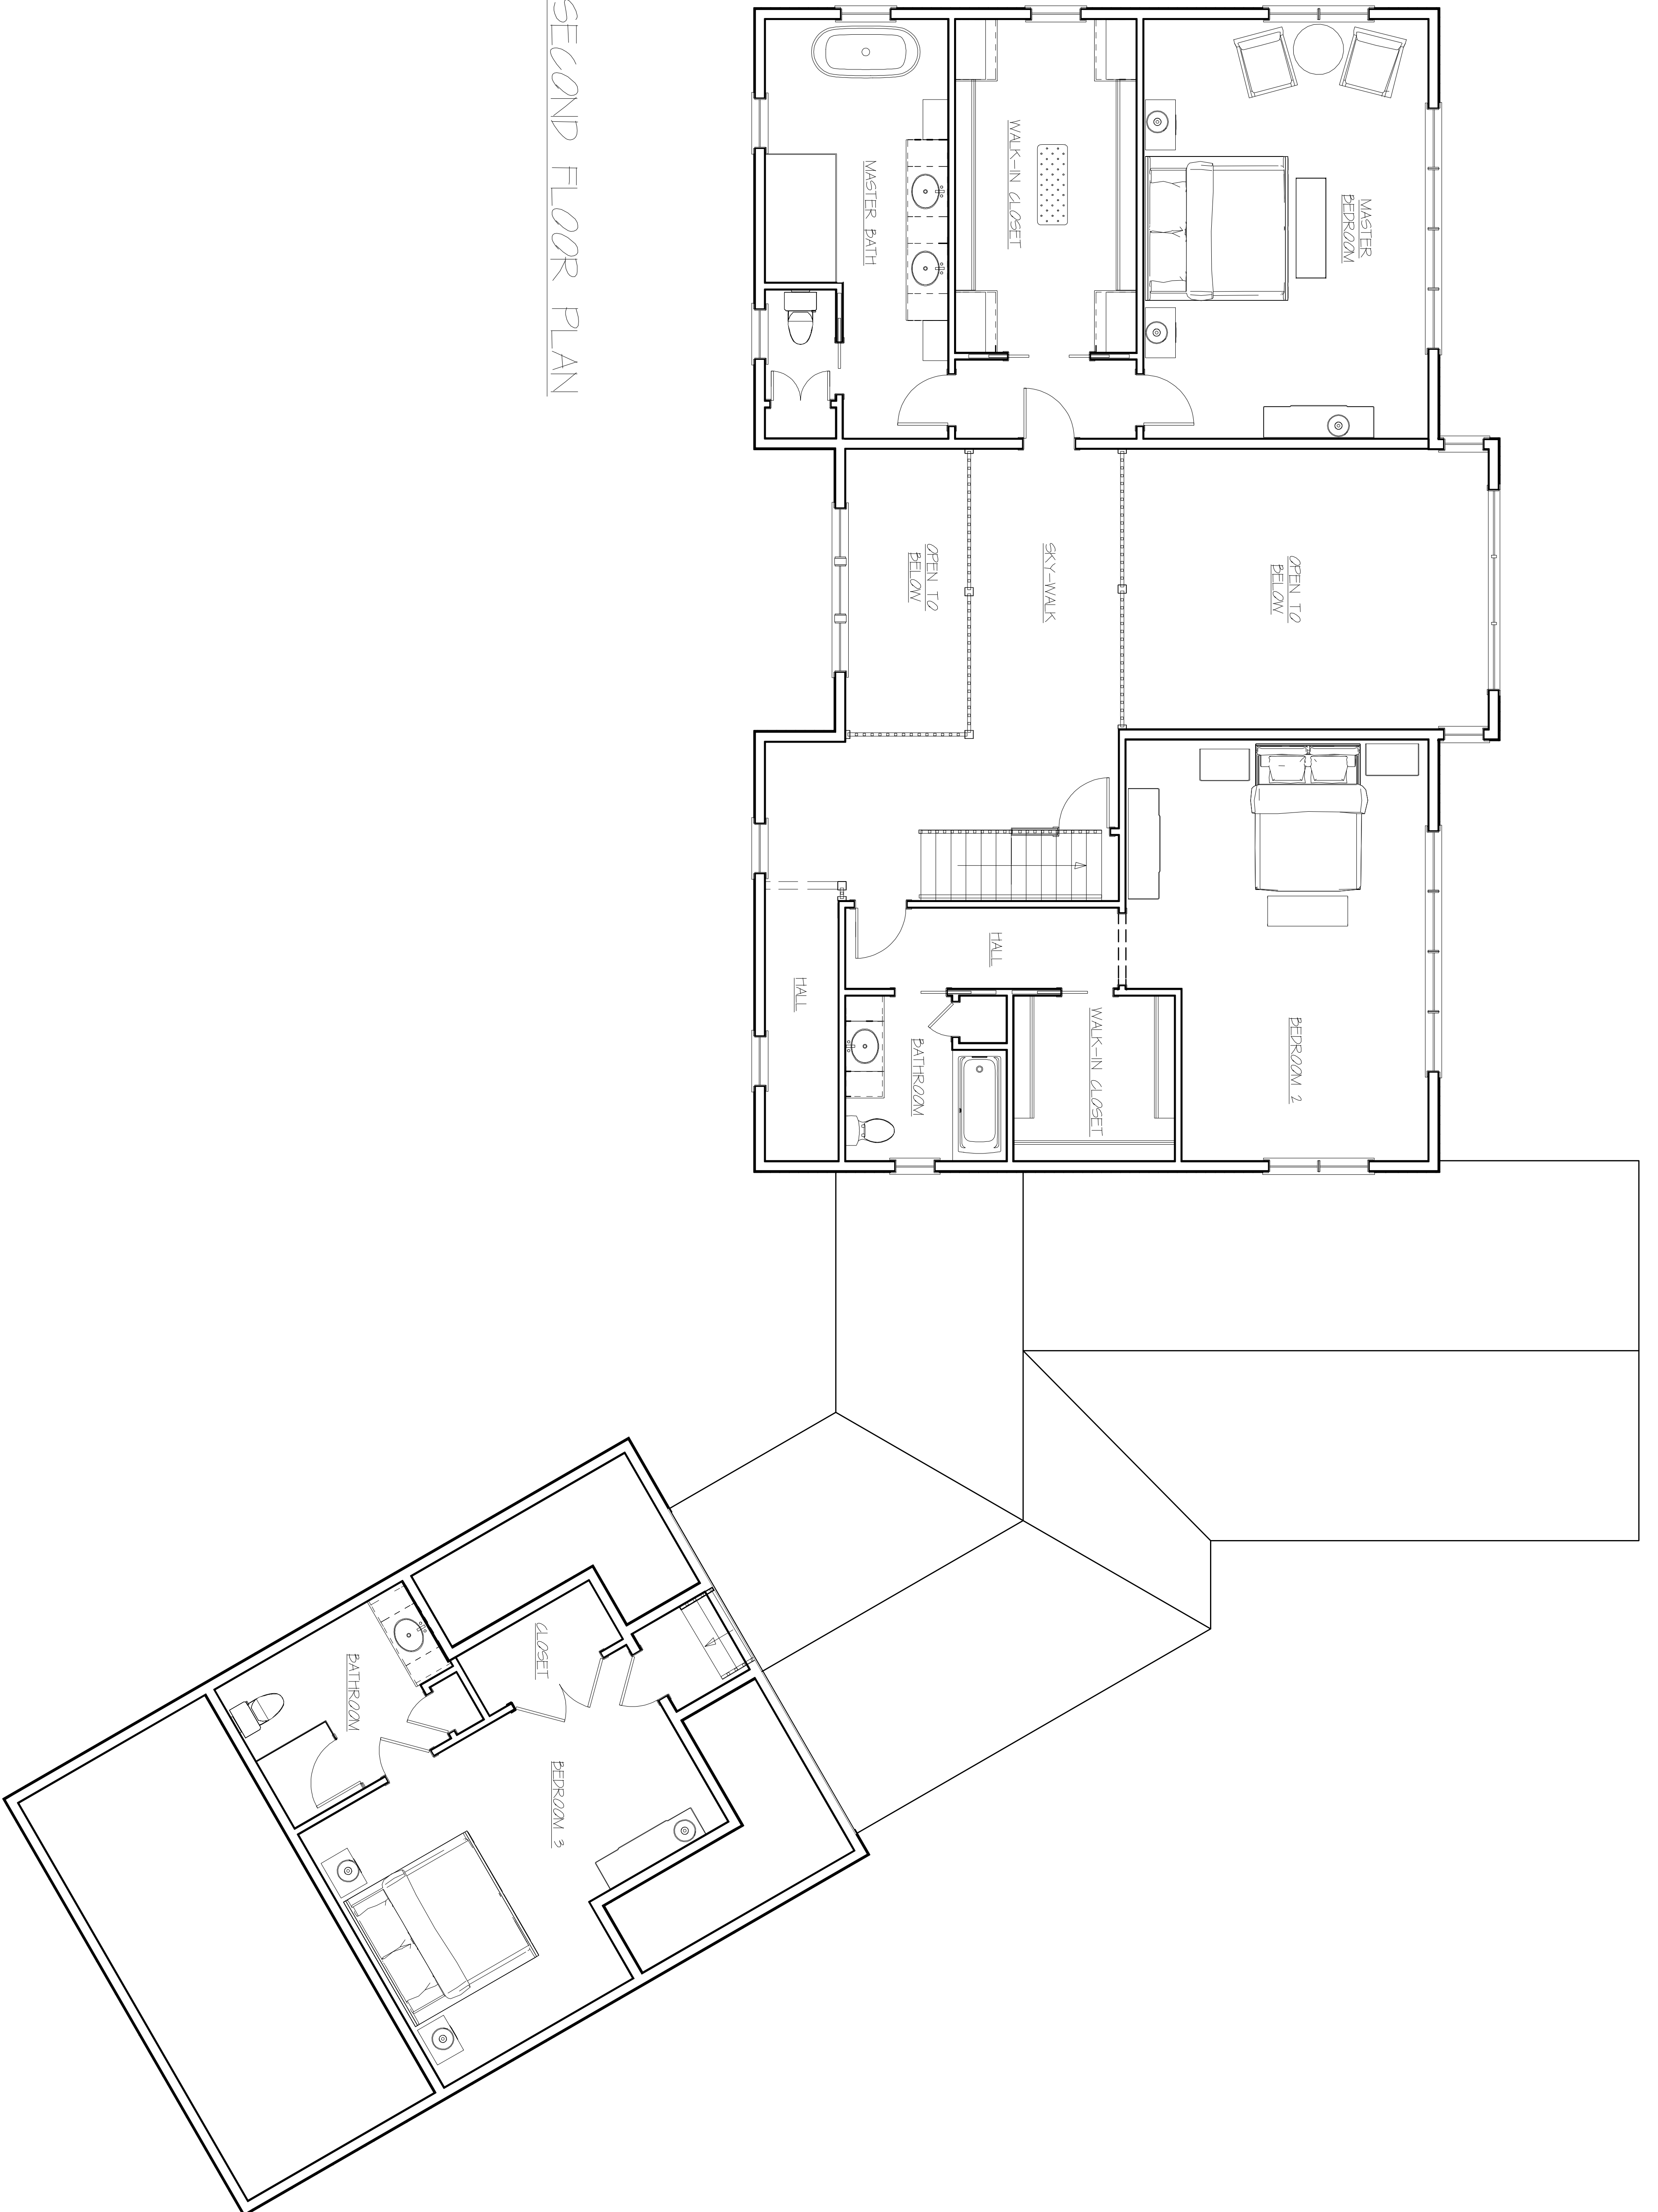 SECOND FLOOR PLAN
MASTER
BEDROOM
WALK-IN CLOSET
MASTER BATH
OPEN TO
BELOW
SKY-WALK
OPEN TO
BELOW
BEDROOM 2
WALK-IN CLOSET
HALL
BATHROOM
HALL
CLOSET
BATHROOM
BEDROOM 3